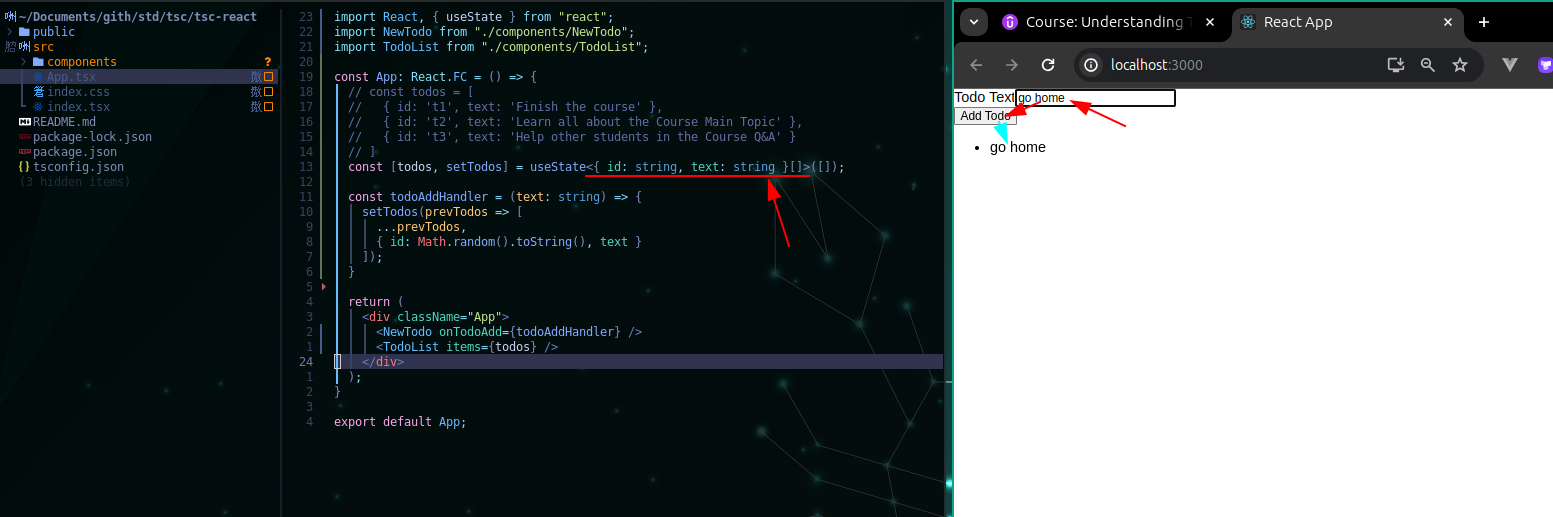 ~/Documents/gith/std/tsc/tsc-react
public
src
components ?
App.tsx
index.css
index.tsx
README.md
package-lock.json
package.json
tsconfig.json
(3 hidden items)
23 import React, { useState } from "react";
22 import NewTodo from "./components/NewTodo";
21 import TodoList from "./components/TodoList";
20
19 const App: React.FC = () => {
18 // const todos = [
17 //   { id: 't1', text: 'Finish the course' },
16 //   { id: 't2', text: 'Learn all about the Course Main Topic' },
15 //   { id: 't3', text: 'Help other students in the Course Q&A' }
14 // ]
13 const [todos, setTodos] = useState<{ id: string, text: string }[]>([]);
12
11 const todoAddHandler = (text: string) => {
10 setTodos(prevTodos => [
9 ...prevTodos,
8 { id: Math.random().toString(), text }
7 ]);
6 }
5
4 return (
3 <div className="App">
2 <NewTodo onTodoAdd={todoAddHandler} />
1 <TodoList items={todos} />
24 </div>
1 );
2 }
3
4 export default App;
Course: Understanding T
React App
localhost:3000
Todo Text go home
Add Todo
• go home